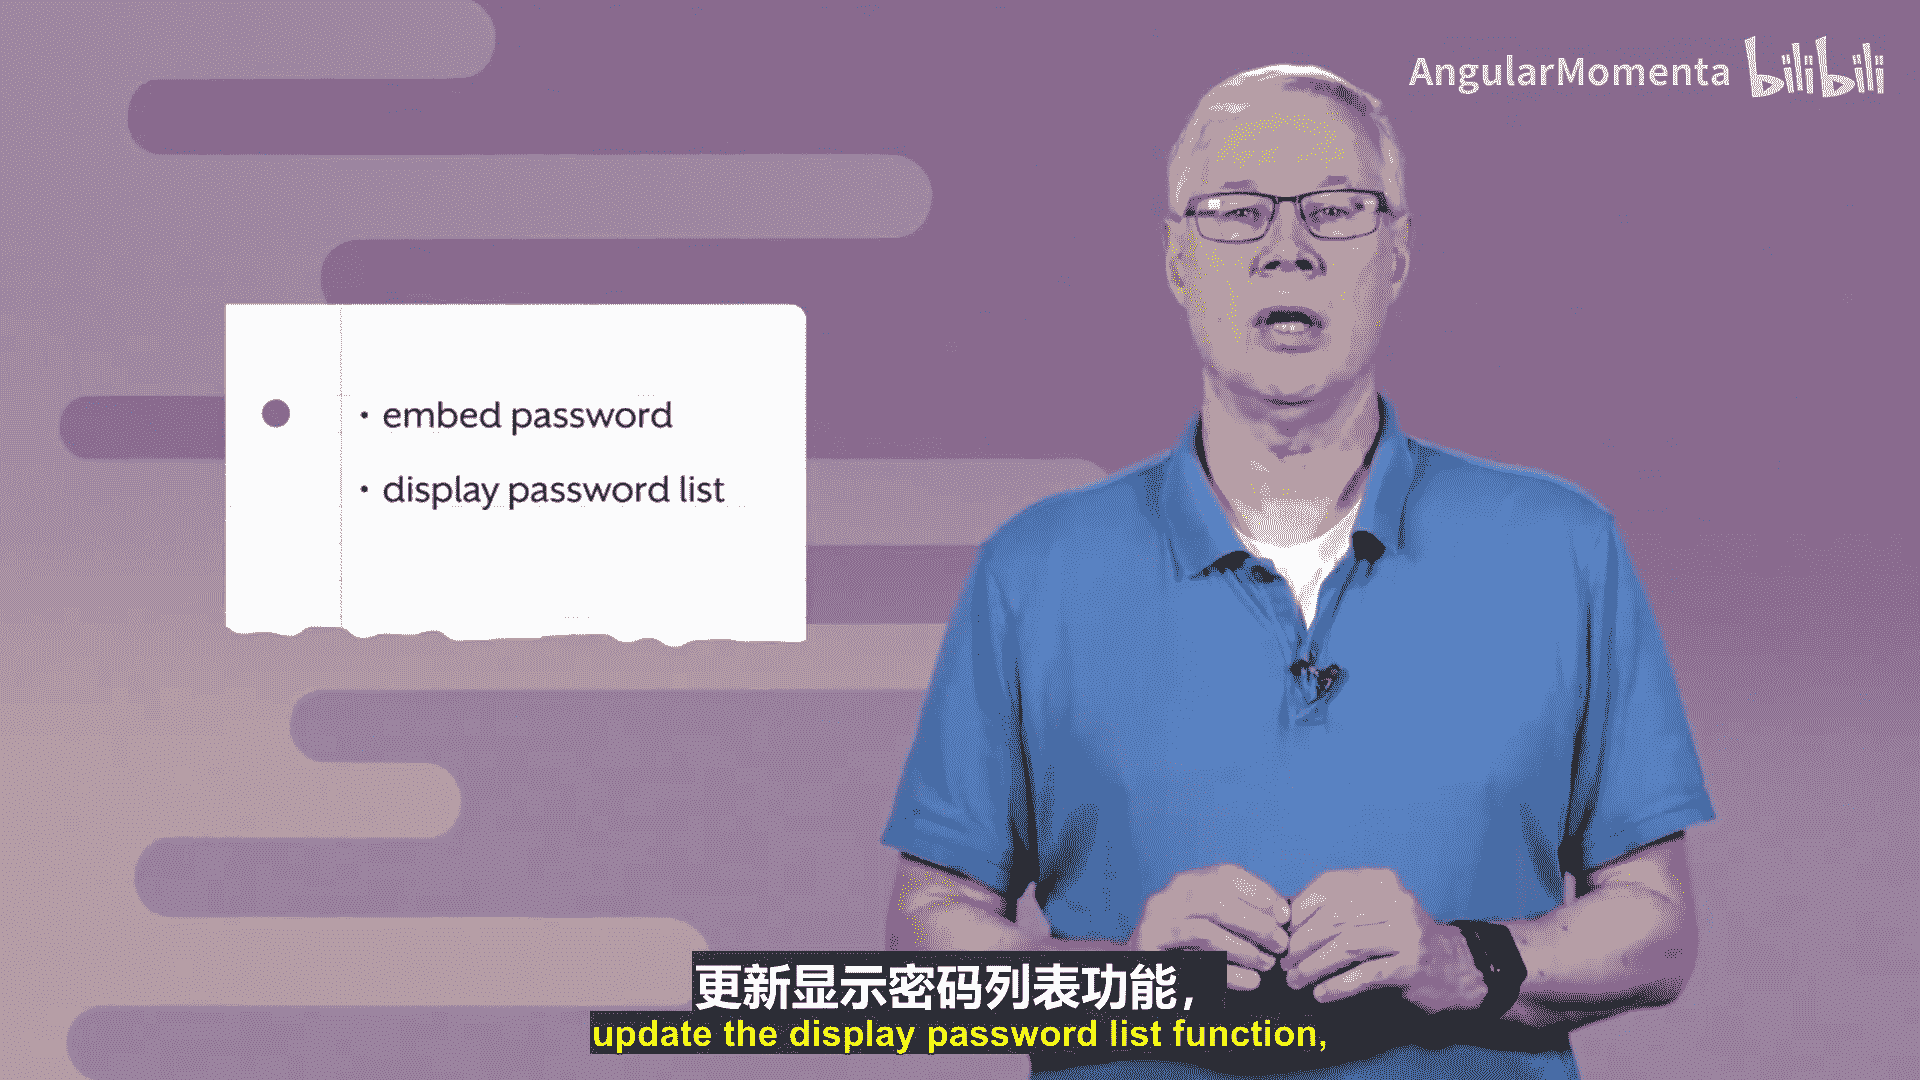 AngularMomenta bilibili
• embed password
• display password list
更新显示密码列表功能，
update the display password list function,